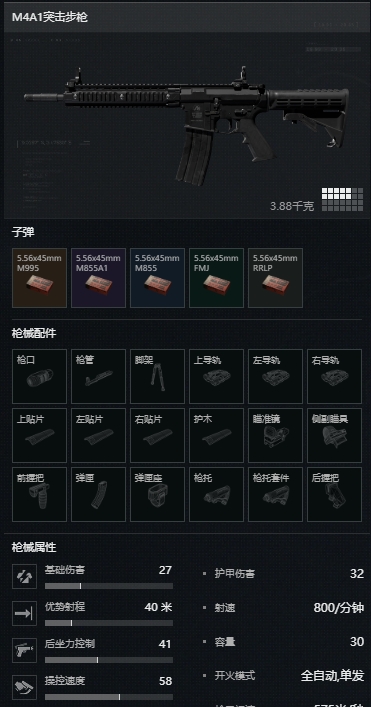 M4A1突击步枪
3.88千克
子弹
5.56x45mm M995
5.56x45mm M855A1
5.56x45mm M855
5.56x45mm FMJ
5.56x45mm RRLP
枪械配件
枪口 枪管 脚架 上导轨 左导轨 右导轨
上贴片 左贴片 右贴片 护木 瞄准镜 侧副瞄具
前握把 弹匣 弹匣座 枪托 枪托套件 后握把
枪械属性
基础伤害 27 护甲伤害 32
优势射程 40 米 射速 800/分钟
后坐力控制 41 容量 30
操控速度 58 开火模式 全自动,单发